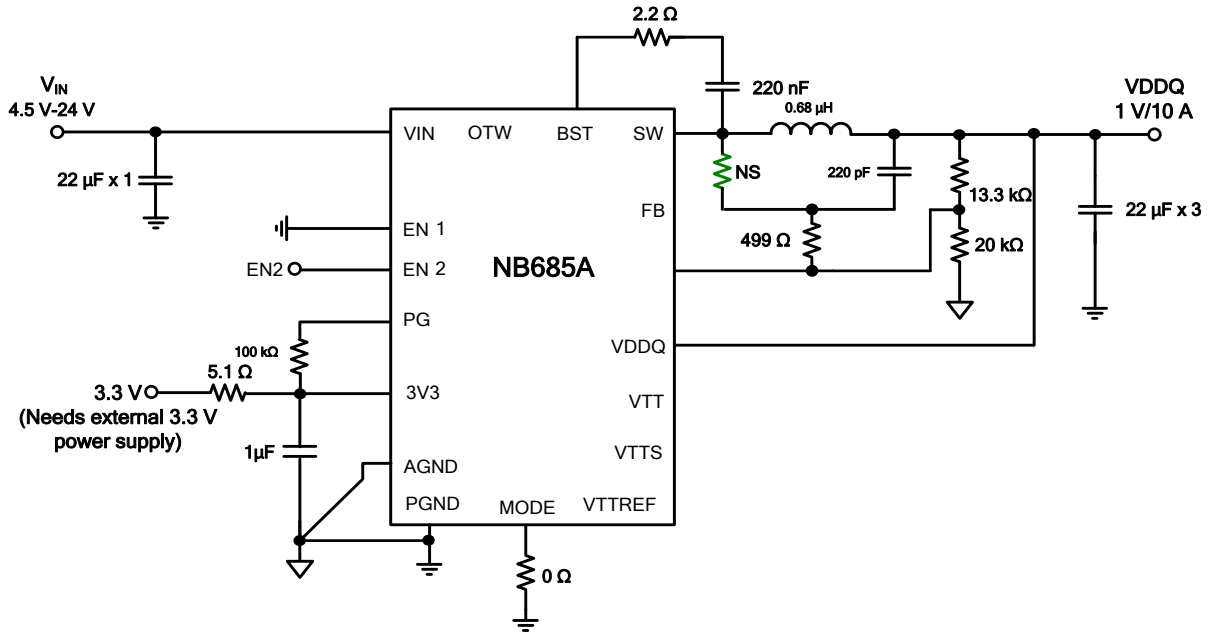 2.2 Ω
V_IN
4.5 V-24 V
220 nF
0.68 µH
VDDQ
1 V/10 A
VIN
OTW
BST
SW
22 µF x 1
NS
220 pF
13.3 kΩ
FB
22 µF x 3
EN 1
499 Ω
20 kΩ
EN2
EN 2
NB685A
PG
100 kΩ
VDDQ
5.1 Ω
3.3 V
3V3
VTT
(Needs external 3.3 V
power supply)
1µF
VTTS
AGND
PGND
MODE
VTTREF
0 Ω